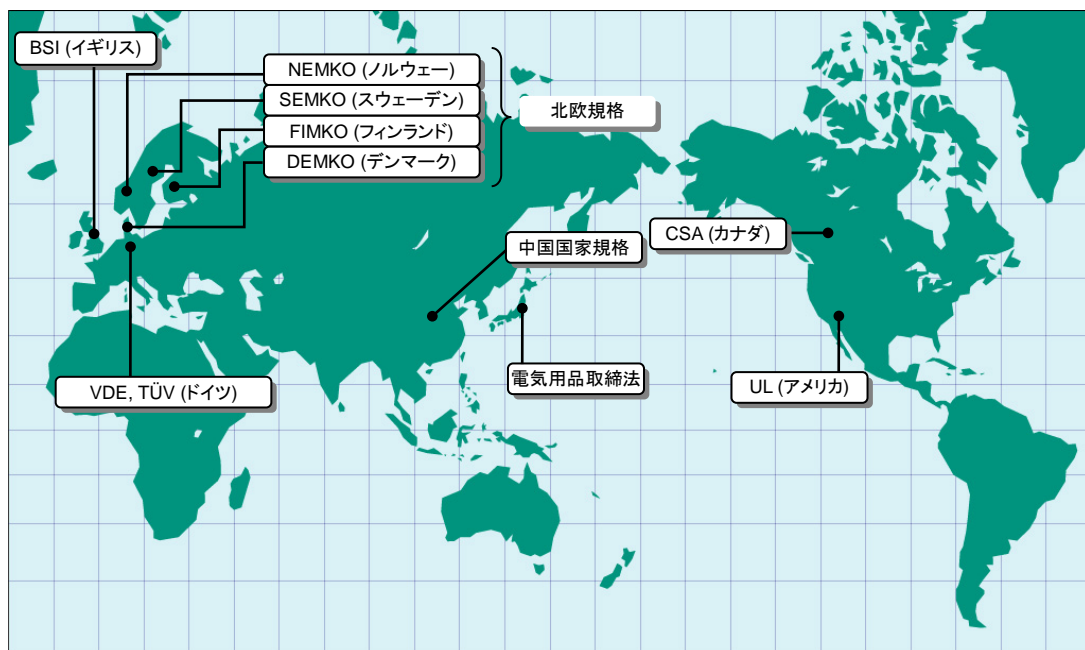 BSI (イギリス)
NEMKO (ノルウェー)
SEMKO (スウェーデン)
FIMKO (フィンランド)
DEMKO (デンマーク)
北欧規格
CSA (カナダ)
中国国家規格
電気用品取締法
VDE, TÜV (ドイツ)
UL (アメリカ)